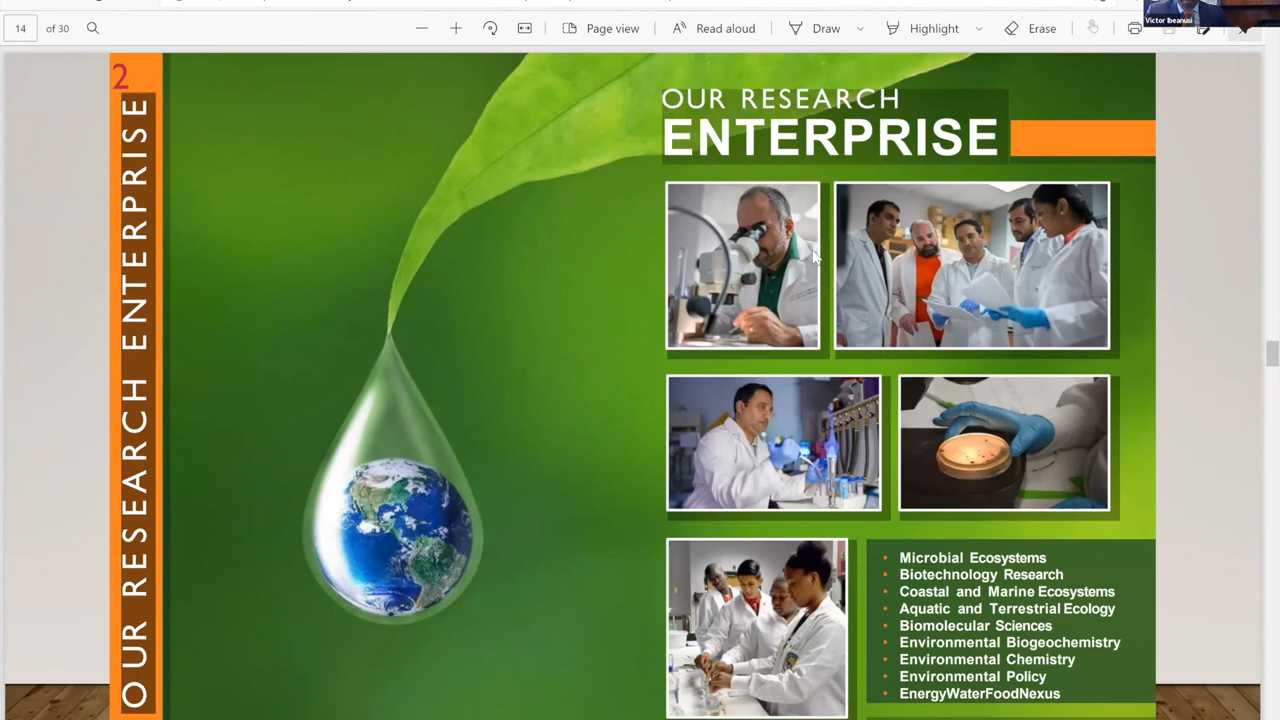 14 of 30 Page view Read aloud Draw Highlight Erase
Victor Ibeanusi
2
OUR RESEARCH ENTERPRISE
OUR RESEARCH
ENTERPRISE
• Microbial Ecosystems
• Biotechnology Research
• Coastal and Marine Ecosystems
• Aquatic and Terrestrial Ecology
• Biomolecular Sciences
• Environmental Biogeochemistry
• Environmental Chemistry
• Environmental Policy
• EnergyWaterFoodNexus